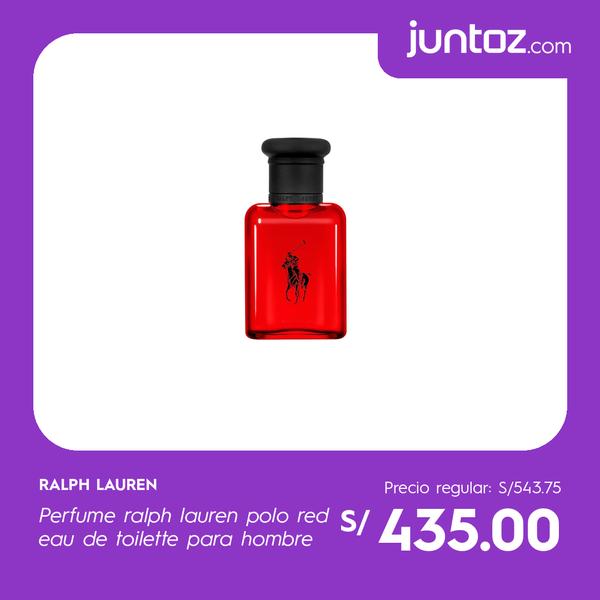 juntoz.com
RALPH LAUREN
Perfume ralph lauren polo red
eau de toilette para hombre
Precio regular: S/543.75
S/ 435.00